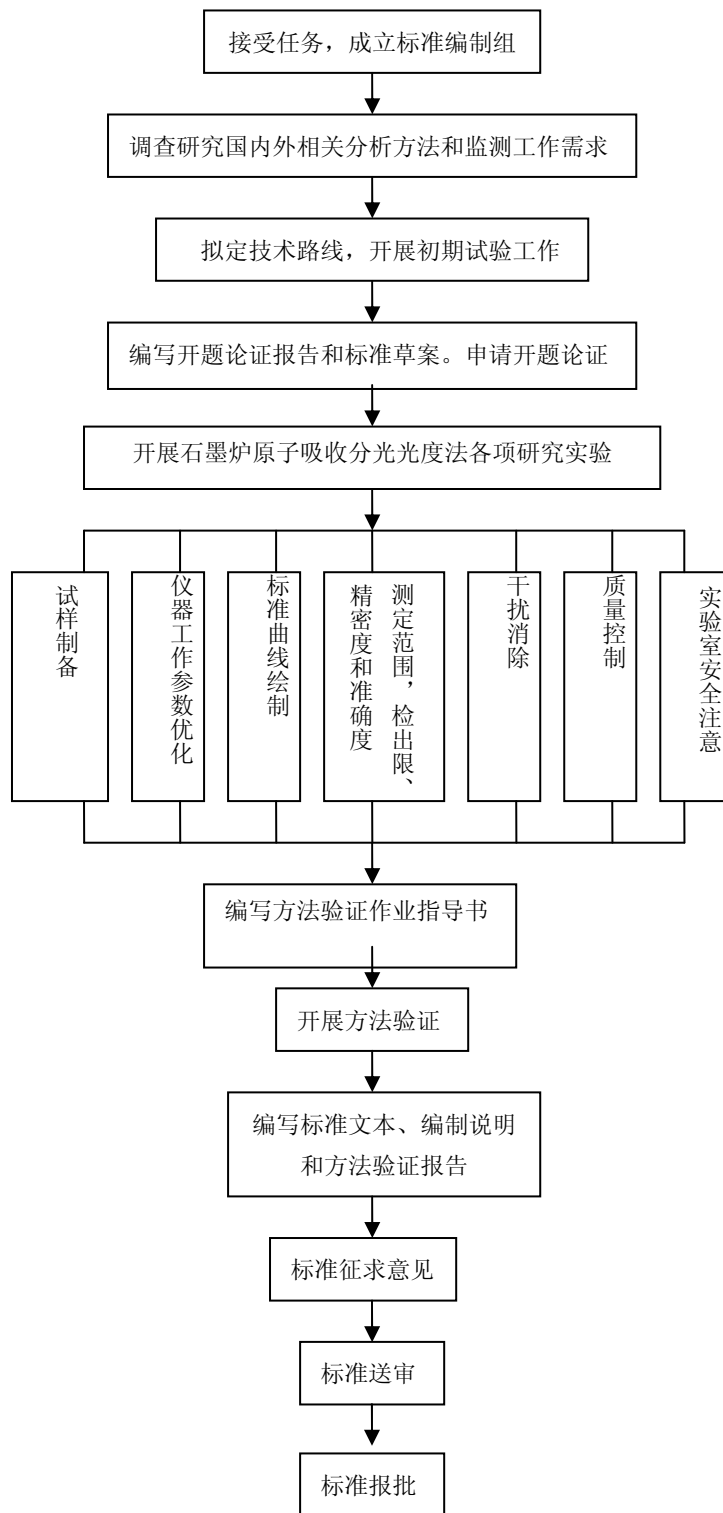 接受任务，成立标准编制组
调查研究国内外相关分析方法和监测工作需求
拟定技术路线，开展初期试验工作
编写开题论证报告和标准草案。申请开题论证
开展石墨炉原子吸收分光光度法各项研究实验
试样制备
仪器工作参数优化
标准曲线绘制
测定范围，检出限、
精密度和准确度
干扰消除
质量控制
实验室安全注意
编写方法验证作业指导书
开展方法验证
编写标准文本、编制说明
和方法验证报告
标准征求意见
标准送审
标准报批